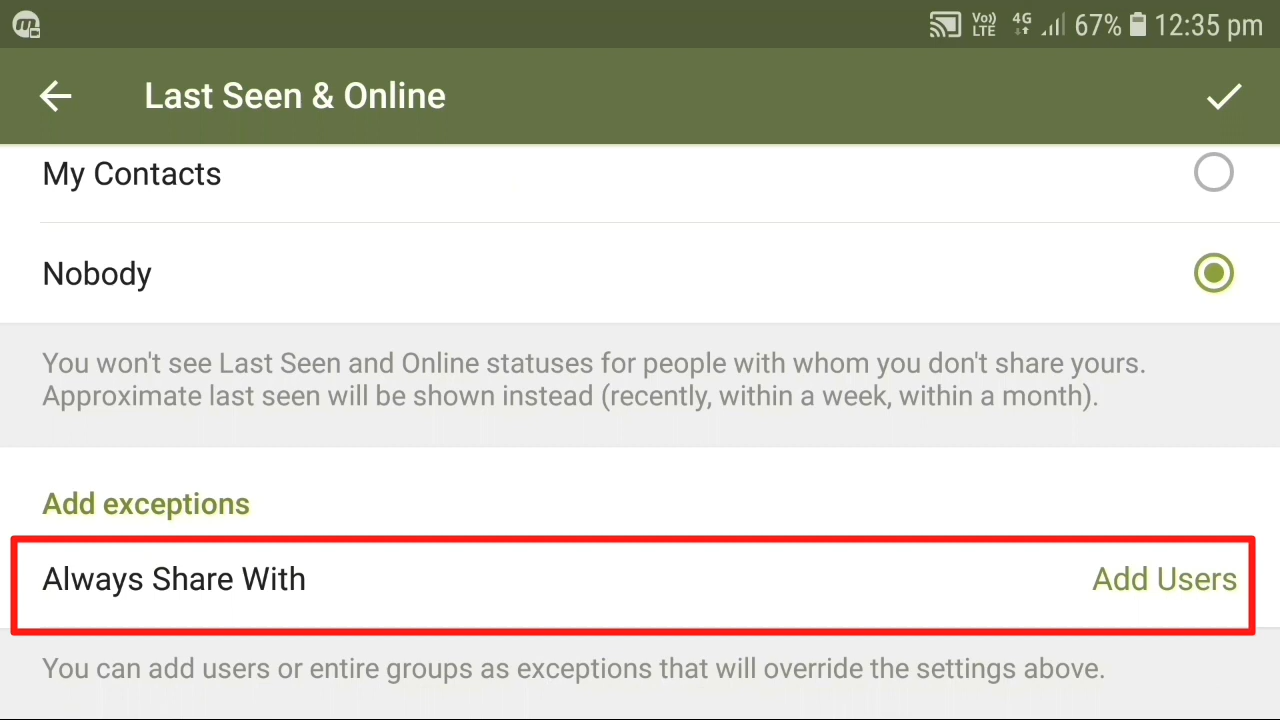 Vo)) LTE 4G 67% 12:35 pm
Last Seen & Online
My Contacts
Nobody
You won't see Last Seen and Online statuses for people with whom you don't share yours.
Approximate last seen will be shown instead (recently, within a week, within a month).
Add exceptions
Always Share With Add Users
You can add users or entire groups as exceptions that will override the settings above.